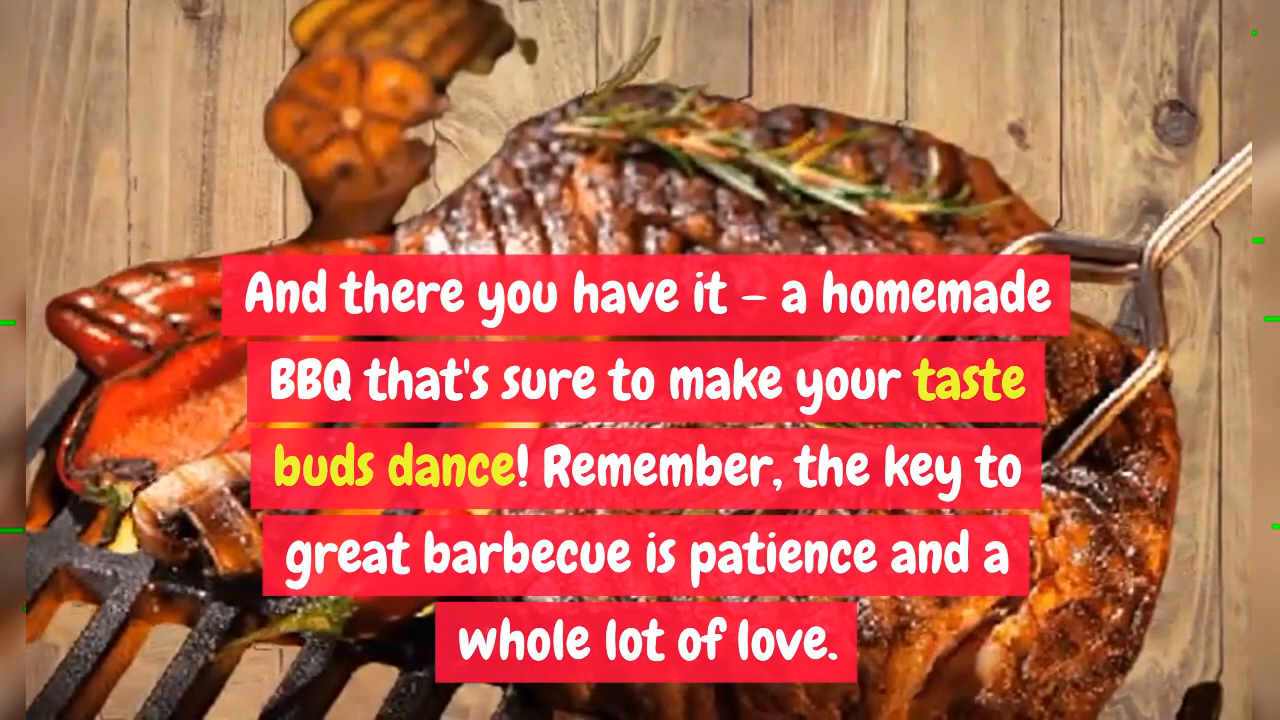 And there you have it – a homemade
BBQ that's sure to make your taste
buds dance! Remember, the key to
great barbecue is patience and a
whole lot of love.